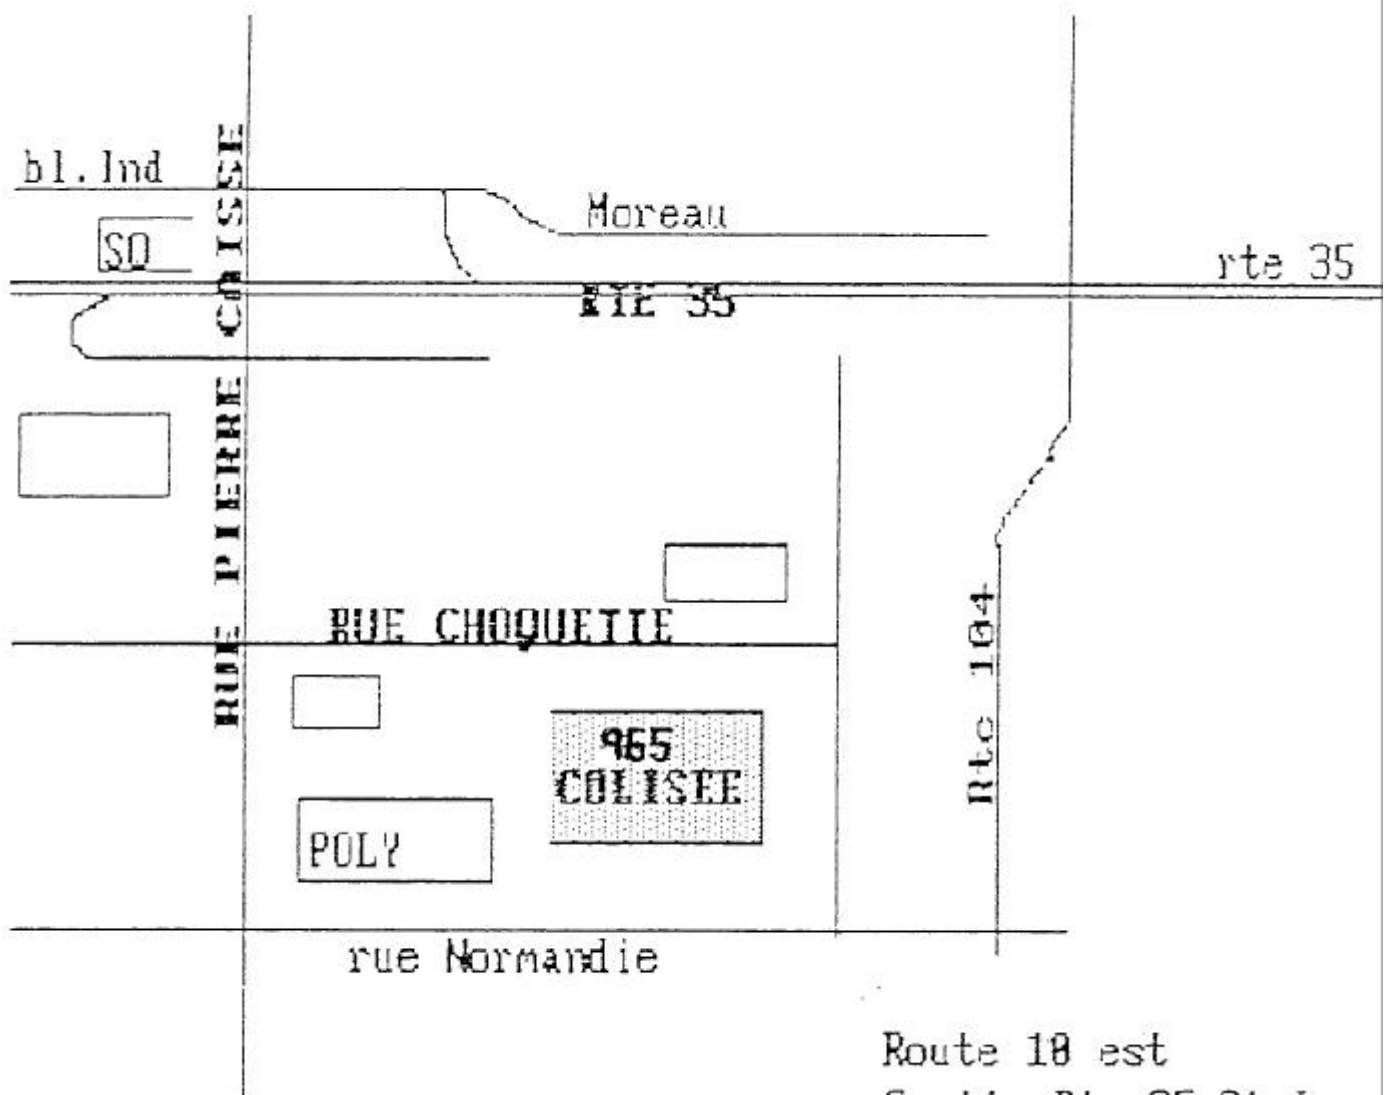 bl.Ind
Moreau
SQ
rte 35
RTE 35
RUE PIERRE CAISSE
RUE CHOQUETTE
Rte 104
965
COLISEE
POLY
rue Normandie
Route 10 est